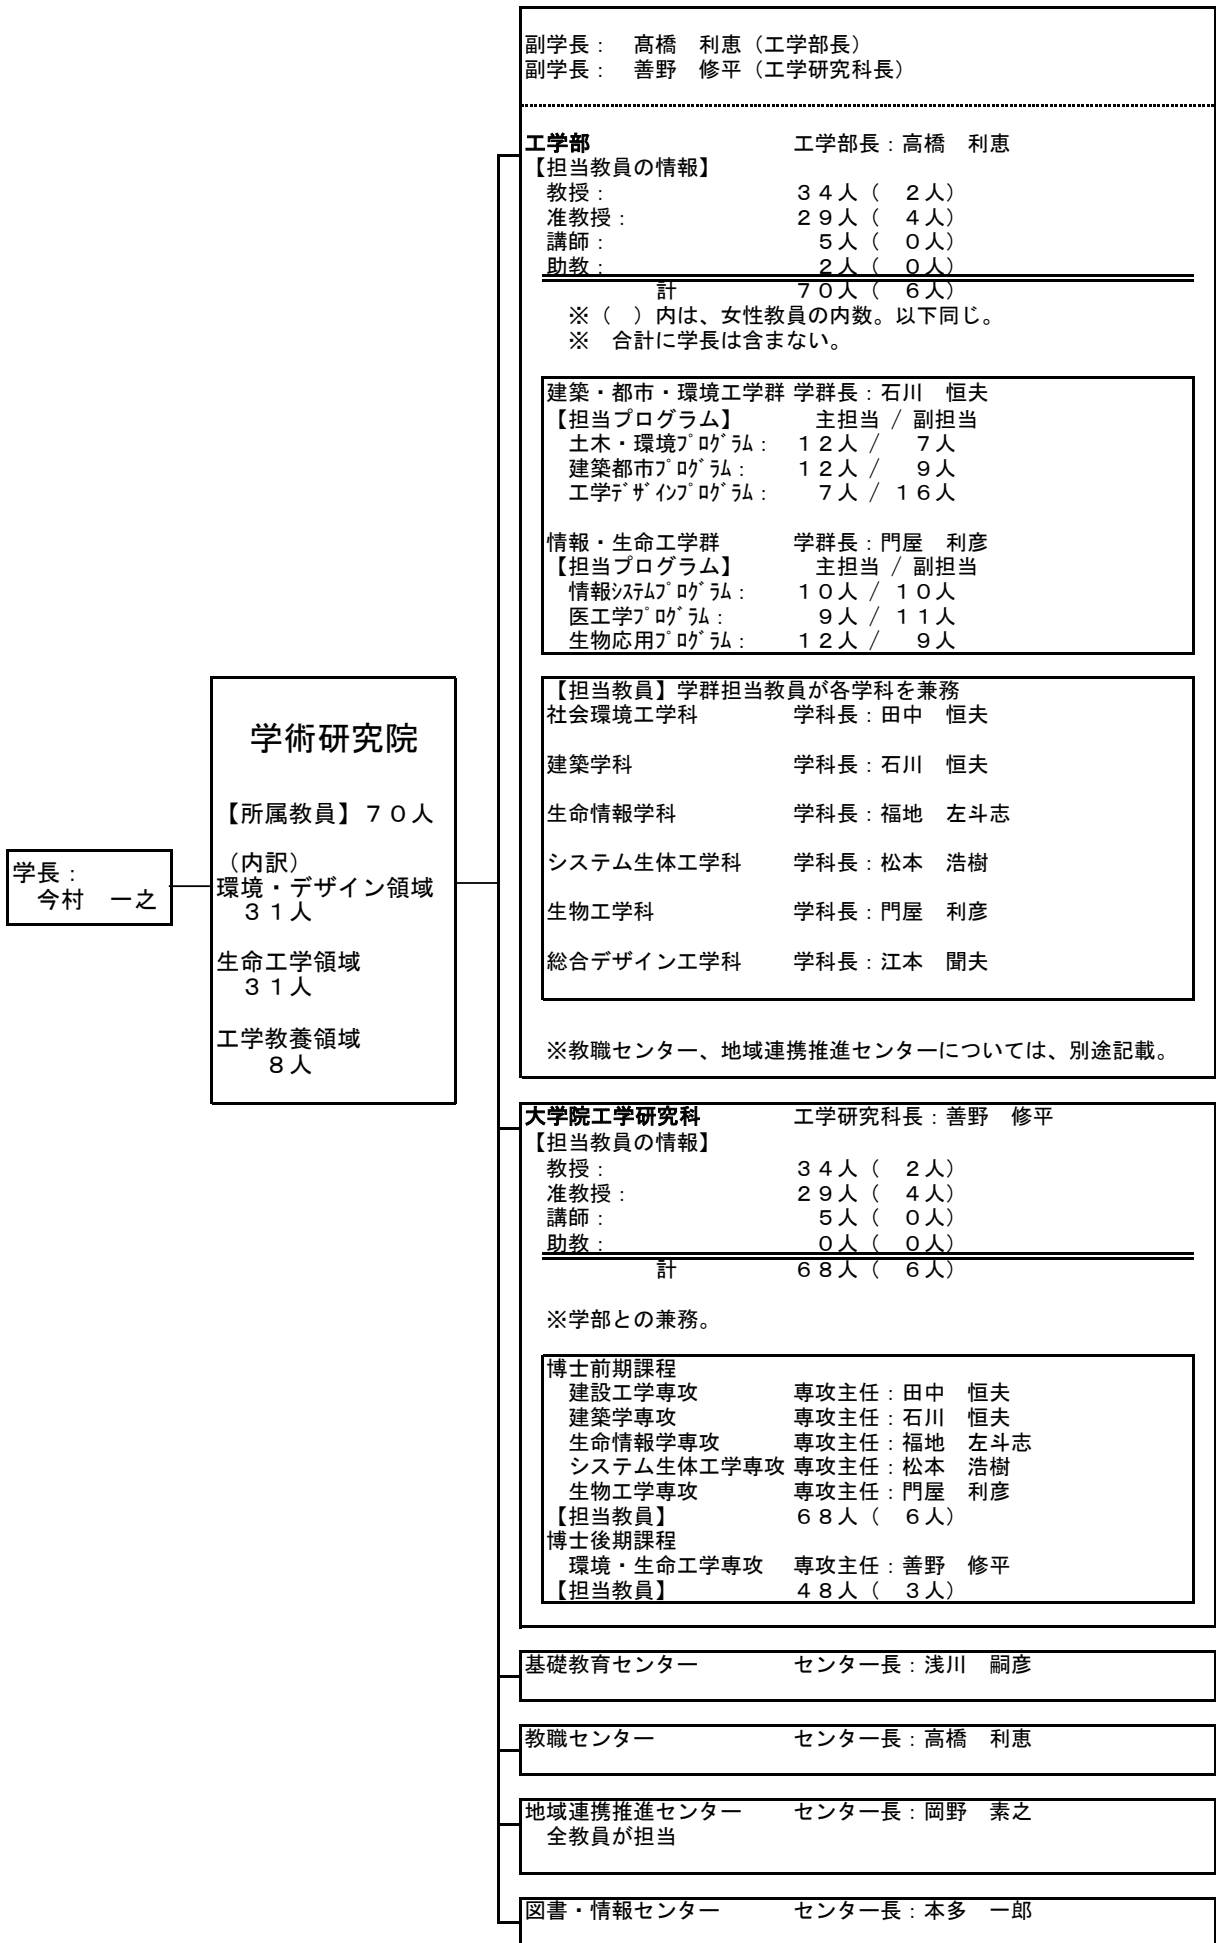 学長：
今村　一之
学術研究院
【所属教員】７０人
（内訳）
環境・デザイン領域
３１人
生命工学領域
３１人
工学教養領域
８人
副学長：　髙橋　利恵（工学部長）
副学長：　善野　修平（工学研究科長）
工学部　工学部長：高橋　利恵
【担当教員の情報】
教授：　３４人（　２人）
准教授：　２９人（　４人）
講師：　５人（　０人）
助教：　２人（　０人）
計　７０人（　６人）
※（　）内は、女性教員の内数。以下同じ。
※　合計に学長は含まない。
建築・都市・環境工学群 学群長：石川　恒夫
【担当プログラム】　主担当 / 副担当
土木・環境ﾌﾟﾛｸﾞﾗﾑ：　１２人 /　７人
建築都市ﾌﾟﾛｸﾞﾗﾑ：　１２人 /　９人
工学ﾃﾞｻﾞｲﾝﾌﾟﾛｸﾞﾗﾑ：　７人 / １６人
情報・生命工学群　学群長：門屋　利彦
【担当プログラム】　主担当 / 副担当
情報ｼｽﾃﾑﾌﾟﾛｸﾞﾗﾑ：　１０人 / １０人
医工学ﾌﾟﾛｸﾞﾗﾑ：　９人 / １１人
生物応用ﾌﾟﾛｸﾞﾗﾑ：　１２人 /　９人
【担当教員】学群担当教員が各学科を兼務
社会環境工学科　学科長：田中　恒夫
建築学科　学科長：石川　恒夫
生命情報学科　学科長：福地　左斗志
システム生体工学科　学科長：松本　浩樹
生物工学科　学科長：門屋　利彦
総合デザイン工学科　学科長：江本　聞夫
※教職センター、地域連携推進センターについては、別途記載。
大学院工学研究科　工学研究科長：善野　修平
【担当教員の情報】
教授：　３４人（　２人）
准教授：　２９人（　４人）
講師：　５人（　０人）
助教：　０人（　０人）
計　６８人（　６人）
※学部との兼務。
博士前期課程
建設工学専攻　専攻主任：田中　恒夫
建築学専攻　専攻主任：石川　恒夫
生命情報学専攻　専攻主任：福地　左斗志
システム生体工学専攻 専攻主任：松本　浩樹
生物工学専攻　専攻主任：門屋　利彦
【担当教員】　６８人（　６人）
博士後期課程
環境・生命工学専攻　専攻主任：善野　修平
【担当教員】　４８人（　３人）
基礎教育センター　センター長：浅川　嗣彦
教職センター　センター長：高橋　利恵
地域連携推進センター　センター長：岡野　素之
全教員が担当
図書・情報センター　センター長：本多　一郎